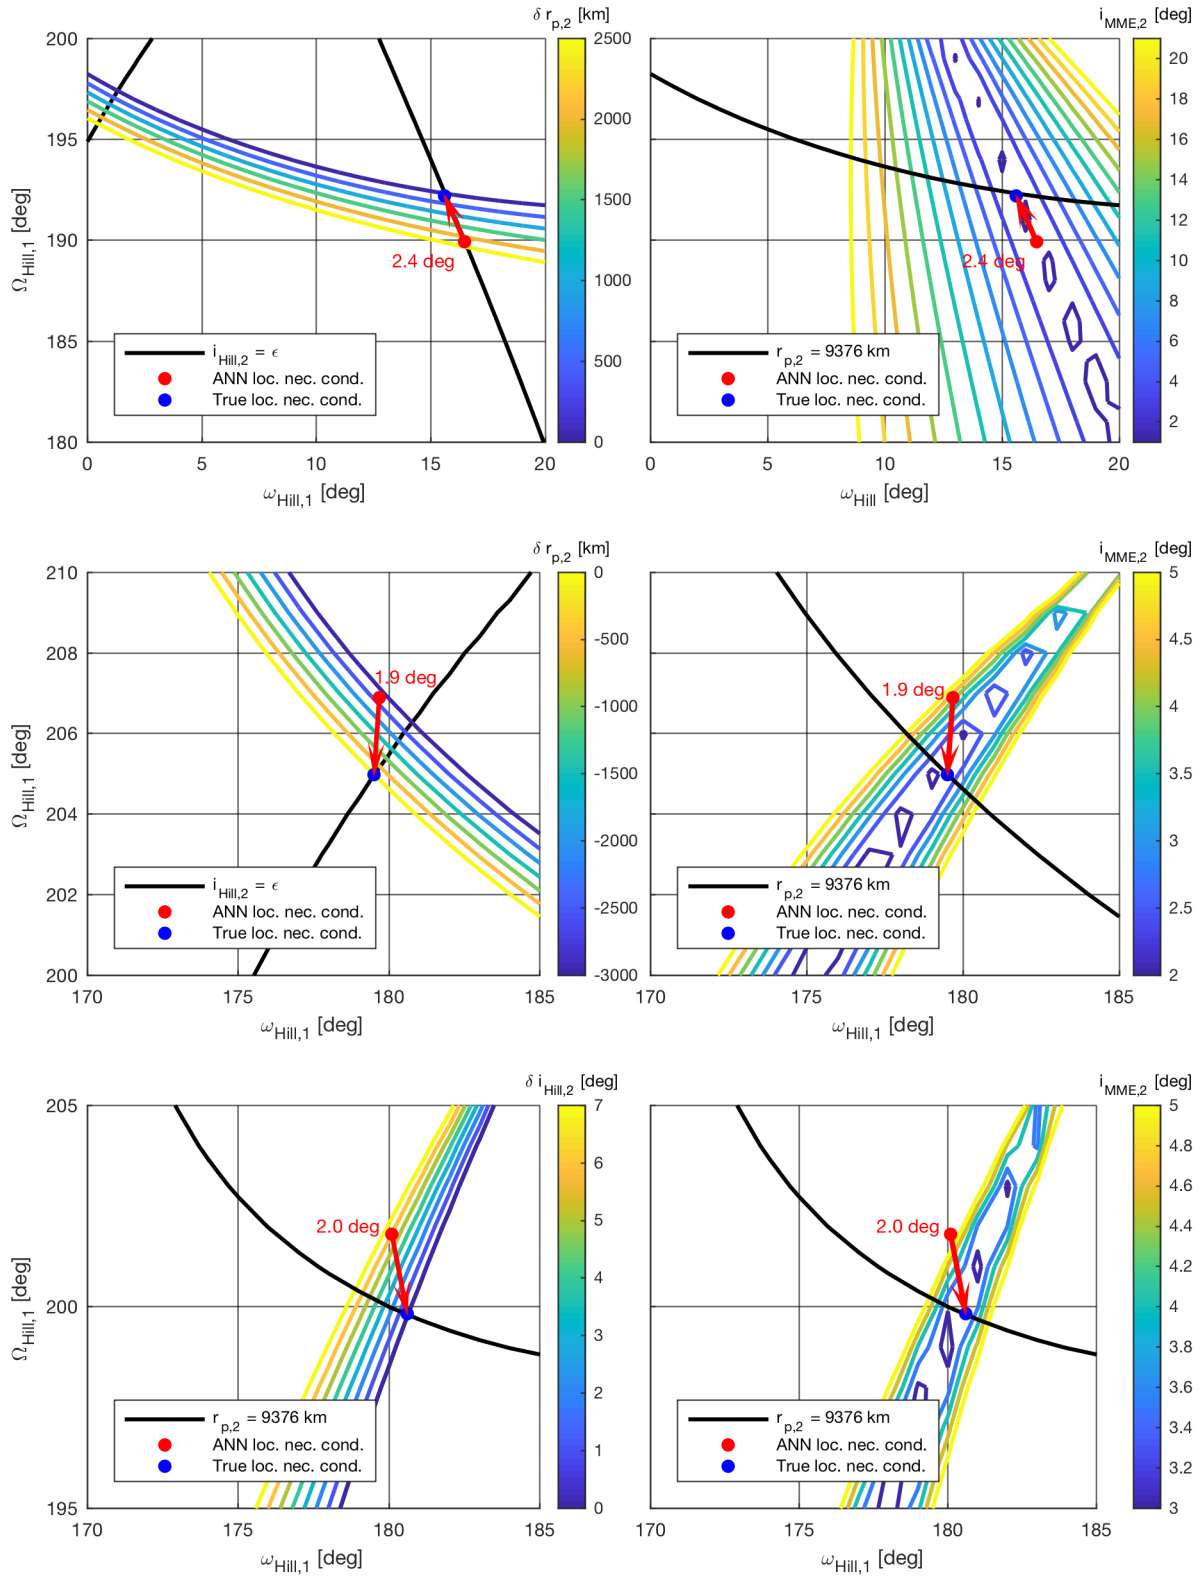 δ r_p,2 [km]
200
195
190
185
180
Ω_Hill,1 [deg]
2.4 deg
i_Hill,2 = ϵ
ANN loc. nec. cond.
True loc. nec. cond.
0 5 10 15 20
ω_Hill,1 [deg]
2500
2000
1500
1000
500
0
i_MME,2 [deg]
2.4 deg
r_p,2 = 9376 km
ANN loc. nec. cond.
True loc. nec. cond.
0 5 10 15 20
ω_Hill [deg]
20
18
16
14
12
10
8
6
4
2
δ r_p,2 [km]
210
208
206
204
202
200
Ω_Hill,1 [deg]
1.9 deg
i_Hill,2 = ϵ
ANN loc. nec. cond.
True loc. nec. cond.
170 175 180 185
ω_Hill,1 [deg]
0
-500
-1000
-1500
-2000
-2500
-3000
i_MME,2 [deg]
1.9 deg
r_p,2 = 9376 km
ANN loc. nec. cond.
True loc. nec. cond.
170 175 180 185
ω_Hill,1 [deg]
5
4.5
4
3.5
3
2.5
2
δ i_Hill,2 [deg]
205
200
195
Ω_Hill,1 [deg]
2.0 deg
r_p,2 = 9376 km
ANN loc. nec. cond.
True loc. nec. cond.
170 175 180 185
ω_Hill,1 [deg]
7
6
5
4
3
2
1
0
i_MME,2 [deg]
2.0 deg
r_p,2 = 9376 km
ANN loc. nec. cond.
True loc. nec. cond.
170 175 180 185
ω_Hill,1 [deg]
5
4.8
4.6
4.4
4.2
4
3.8
3.6
3.4
3.2
3